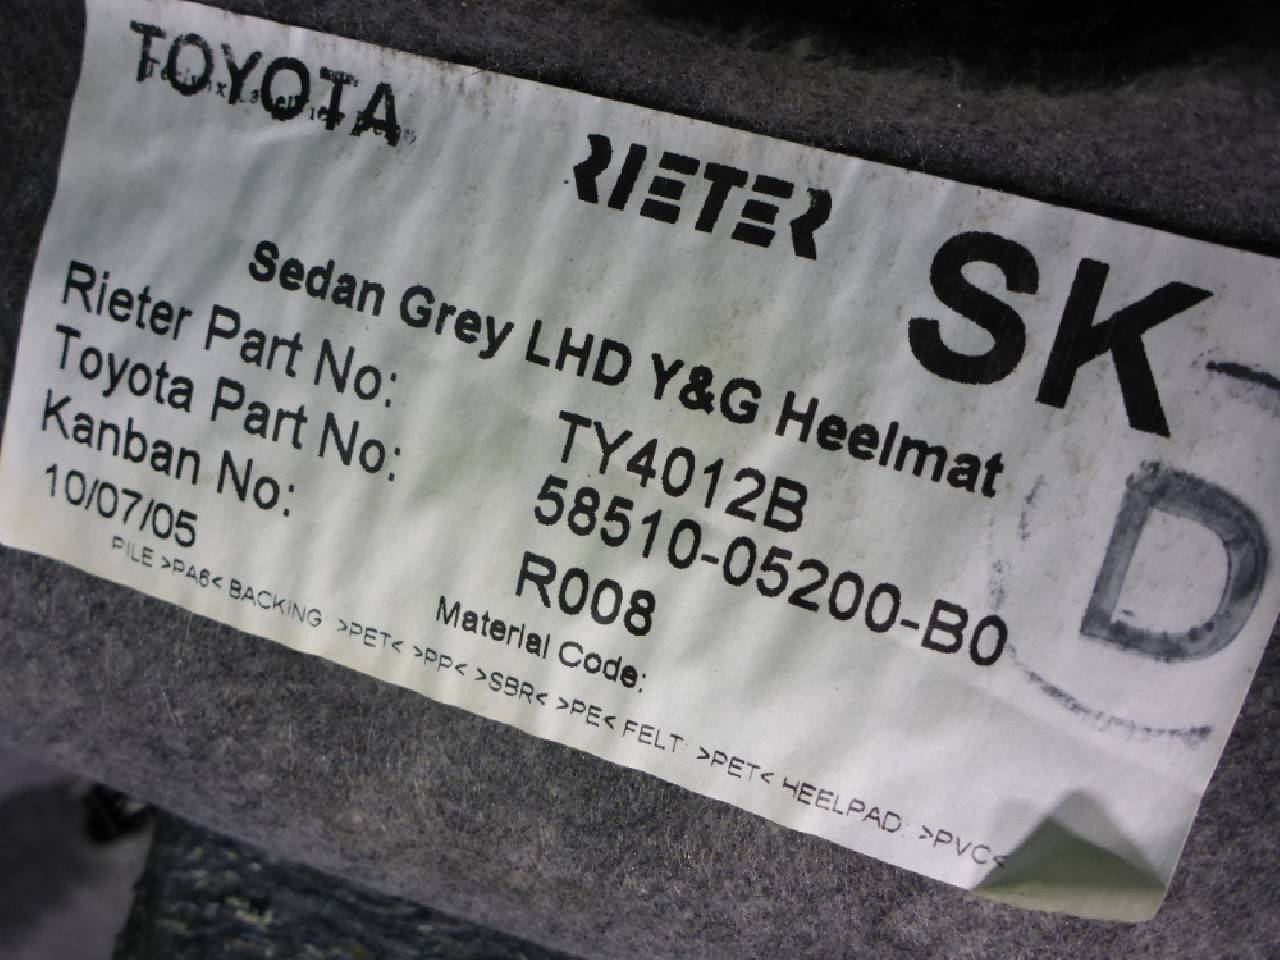 TOYOTA
RIETER
SK
Sedan Grey LHD Y&G Heelmat
Rieter Part No: TY4012B
Toyota Part No: 58510-05200-B0
Kanban No: R008
10/07/05
Material Code:
PILE >PA6< BACKING >PET< >PP< >SBR< >PE< FELT >PET< HEELPAD: >PVC<
D